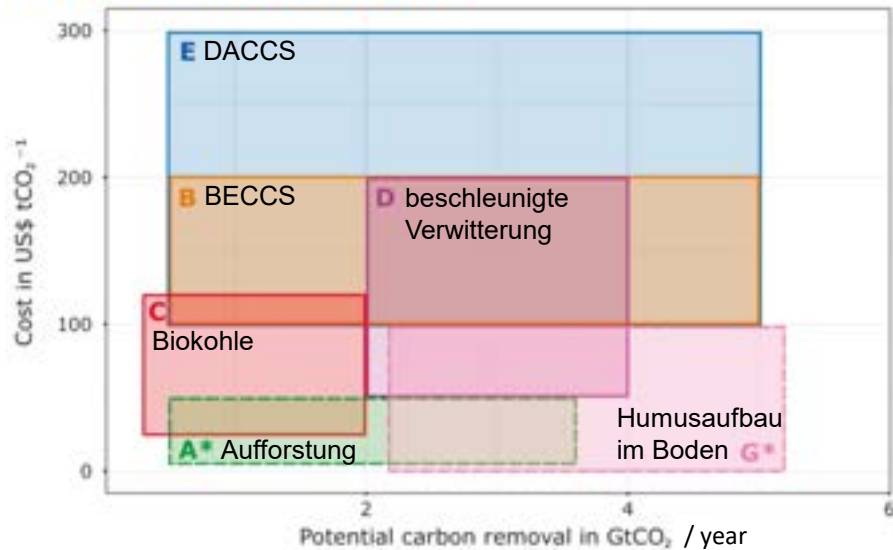 300
E DACCS
200
B BECCS
D beschleunigte
Verwitterung
Cost in US$ tCO₂⁻¹
C
Biokohle
100
Humusaufbau
im Boden G*
A* Aufforstung
0
2
4
6
Potential carbon removal in GtCO₂ / year